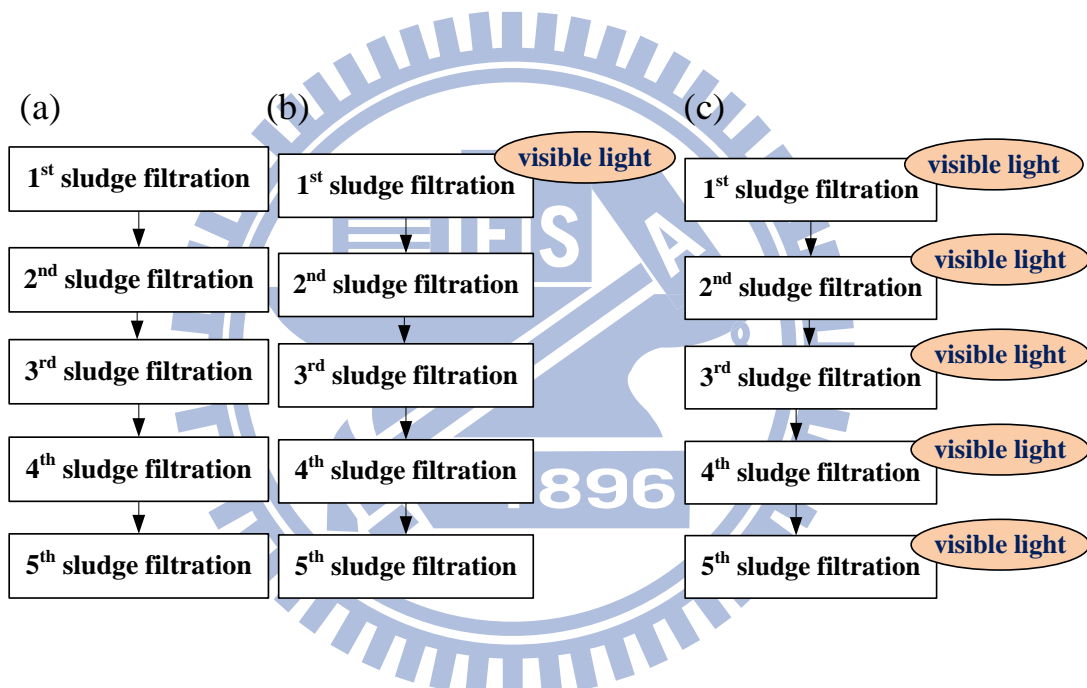 (a)
1st sludge filtration
2nd sludge filtration
3rd sludge filtration
4th sludge filtration
5th sludge filtration
(b)
visible light
1st sludge filtration
2nd sludge filtration
3rd sludge filtration
4th sludge filtration
5th sludge filtration
(c)
visible light
1st sludge filtration
visible light
2nd sludge filtration
visible light
3rd sludge filtration
visible light
4th sludge filtration
visible light
5th sludge filtration
ES
A
896